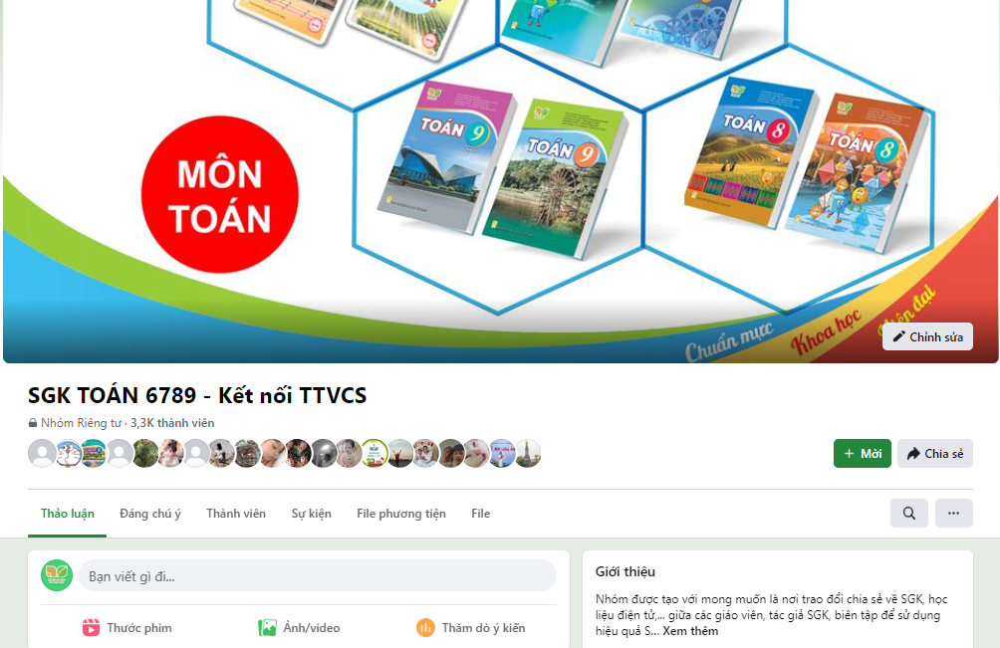 TOÁN 9
TOÁN 9
TOÁN 8
TOÁN 8
MÔN
TOÁN
Chuẩn mực
Khoa học
Chỉnh sửa
SGK TOÁN 6789 - Kết nối TTVCS
Nhóm Riêng tư · 3,3K thành viên
+ Mời
Chia sẻ
Thảo luận
Đáng chú ý
Thành viên
Sự kiện
File phương tiện
File
Bạn viết gì đi...
Thước phim
Ảnh/video
Thăm dò ý kiến
Giới thiệu
Nhóm được tạo với mong muốn là nơi trao đổi chia sẻ về SGK, học
liệu điện tử,... giữa các giáo viên, tác giả SGK, biên tập để sử dụng
hiệu quả S... Xem thêm